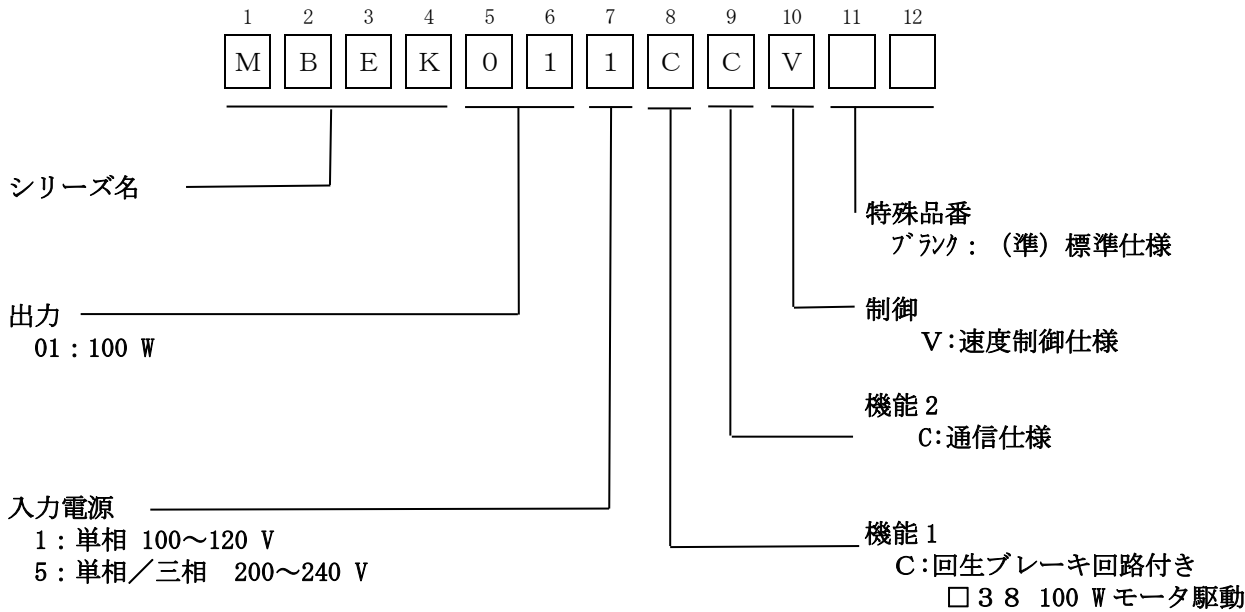 1 2 3 4 5 6 7 8 9 10 11 12
M B E K 0 1 1 C C V
シリーズ名
特殊品番
ﾌﾞﾗﾝｸ：（準）標準仕様
出力
01：100 W
制御
Ｖ：速度制御仕様
機能 2
C：通信仕様
入力電源
1：単相 100～120 V
5：単相／三相 200～240 V
機能 1
Ｃ：回生ブレーキ回路付き
□３８ 100 W モータ駆動